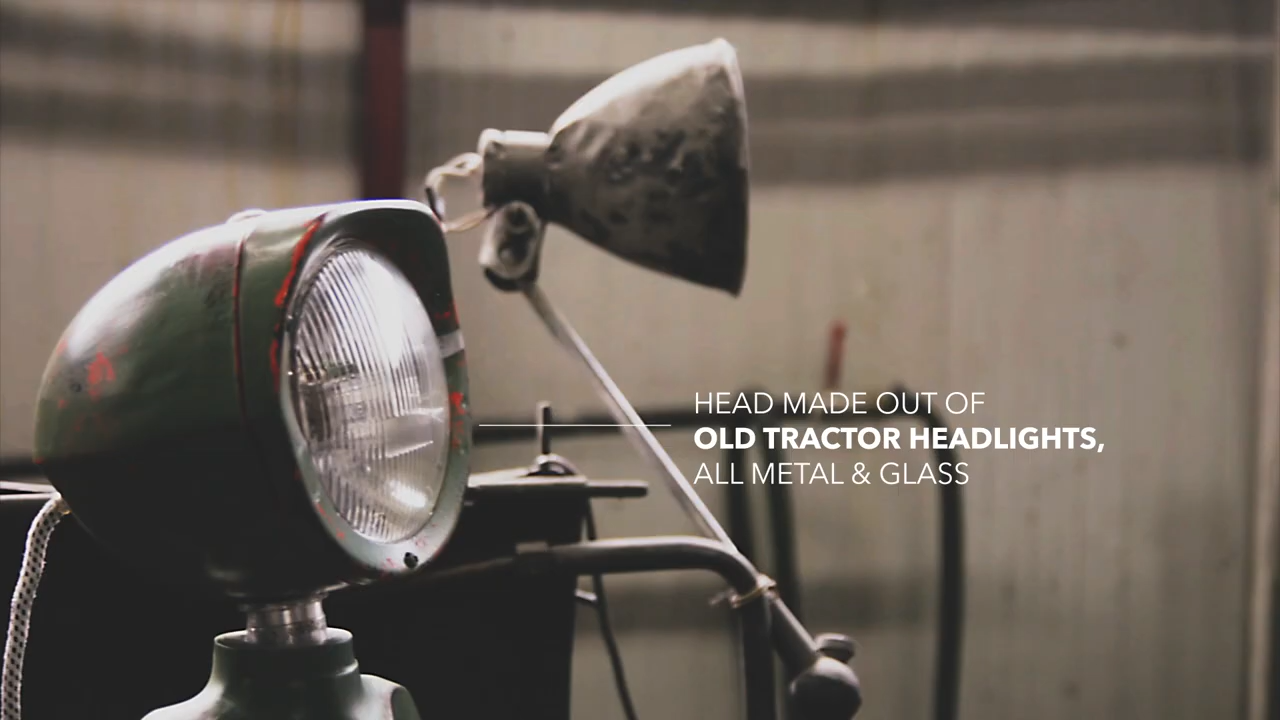 HEAD MADE OUT OF
OLD TRACTOR HEADLIGHTS,
ALL METAL & GLASS